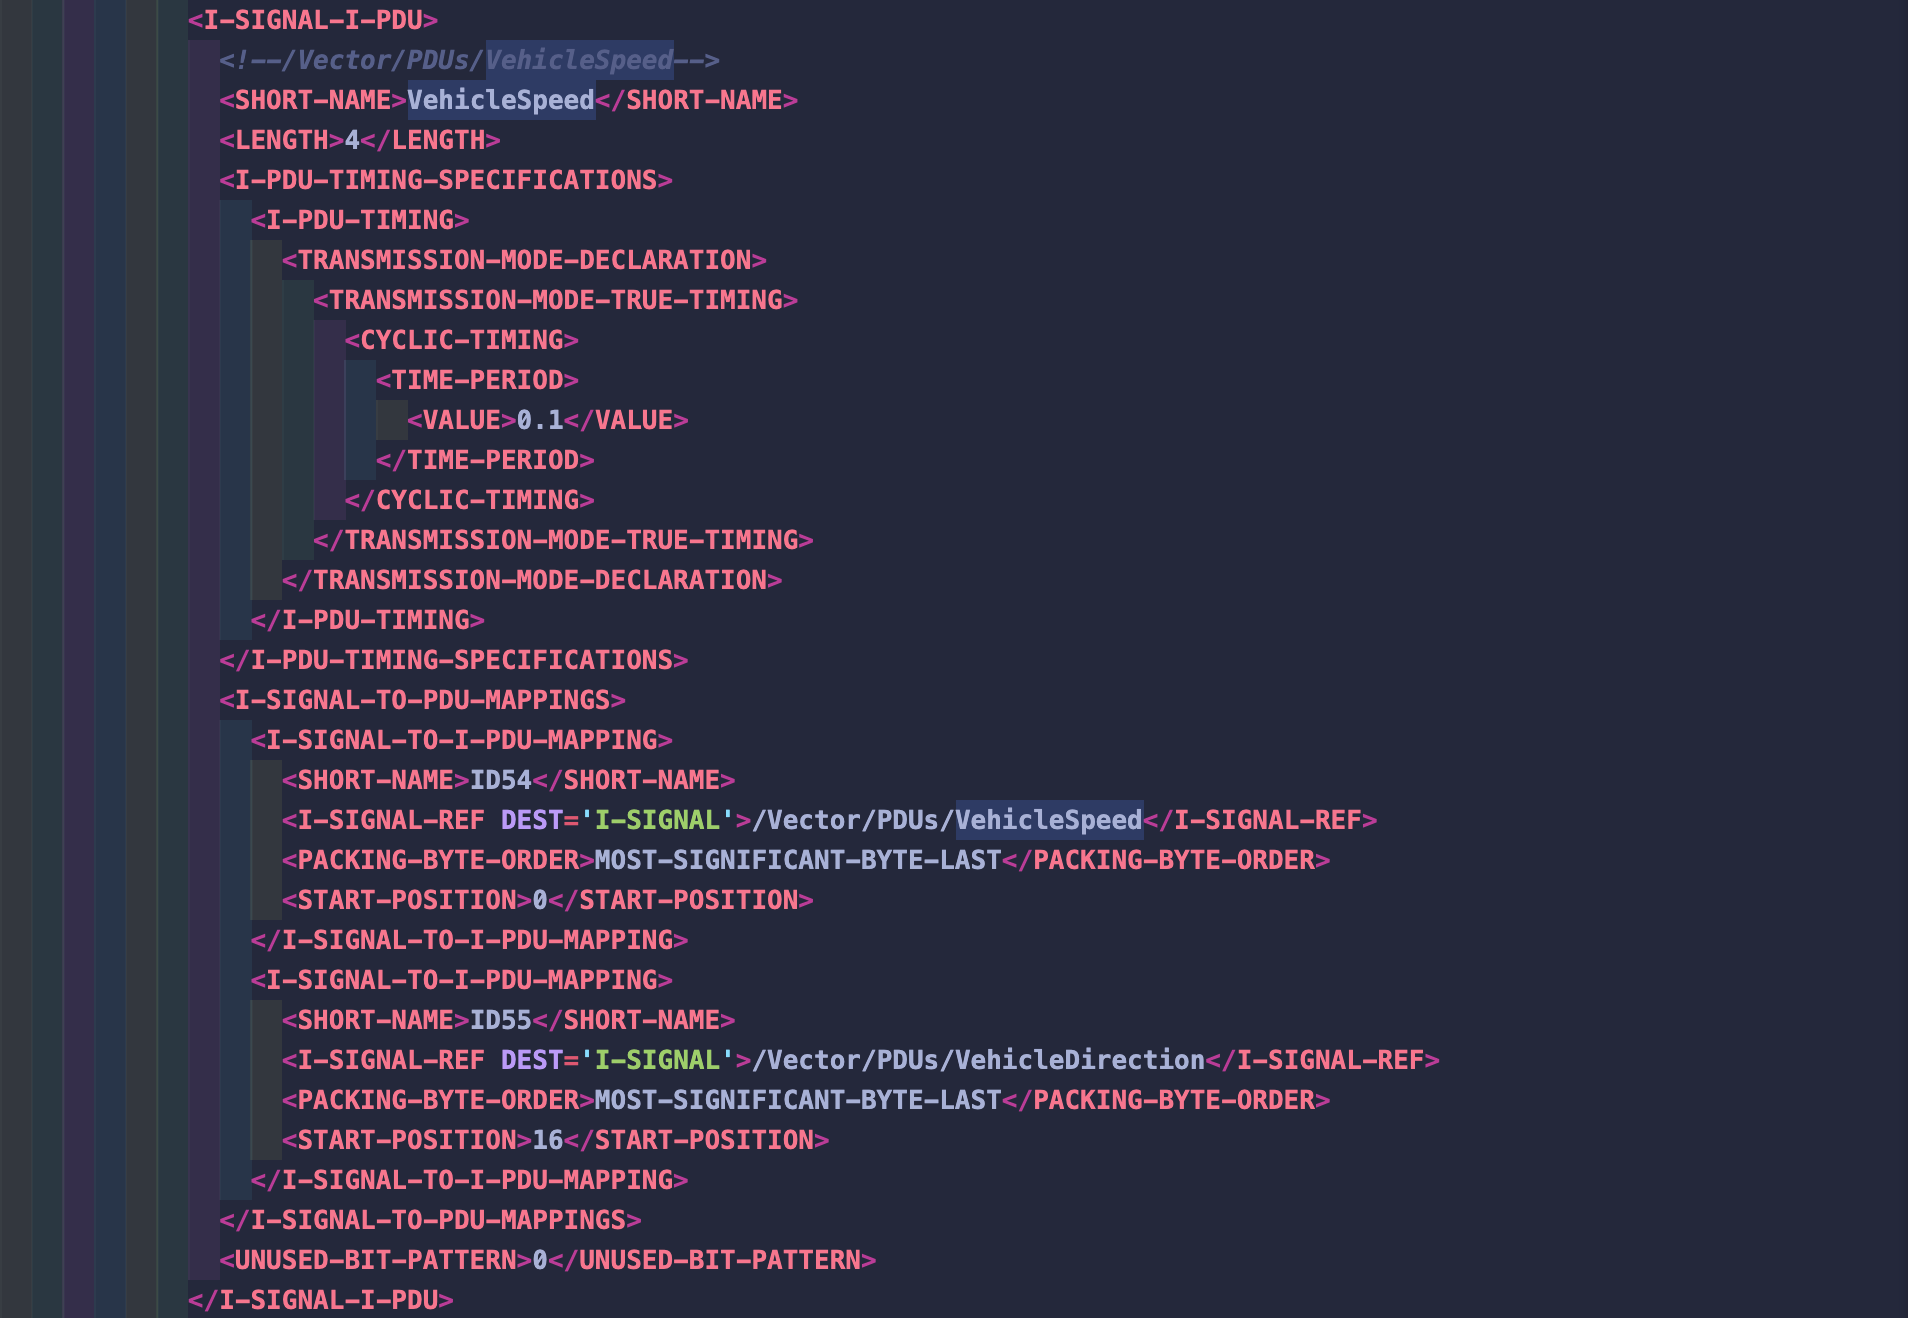 <I-SIGNAL-I-PDU>
<!--/Vector/PDUs/VehicleSpeed-->
<SHORT-NAME>VehicleSpeed</SHORT-NAME>
<LENGTH>4</LENGTH>
<I-PDU-TIMING-SPECIFICATIONS>
<I-PDU-TIMING>
<TRANSMISSION-MODE-DECLARATION>
<TRANSMISSION-MODE-TRUE-TIMING>
<CYCLIC-TIMING>
<TIME-PERIOD>
<VALUE>0.1</VALUE>
</TIME-PERIOD>
</CYCLIC-TIMING>
</TRANSMISSION-MODE-TRUE-TIMING>
</TRANSMISSION-MODE-DECLARATION>
</I-PDU-TIMING>
</I-PDU-TIMING-SPECIFICATIONS>
<I-SIGNAL-TO-PDU-MAPPINGS>
<I-SIGNAL-TO-I-PDU-MAPPING>
<SHORT-NAME>ID54</SHORT-NAME>
<I-SIGNAL-REF DEST='I-SIGNAL'>/Vector/PDUs/VehicleSpeed</I-SIGNAL-REF>
<PACKING-BYTE-ORDER>MOST-SIGNIFICANT-BYTE-LAST</PACKING-BYTE-ORDER>
<START-POSITION>0</START-POSITION>
</I-SIGNAL-TO-I-PDU-MAPPING>
<I-SIGNAL-TO-I-PDU-MAPPING>
<SHORT-NAME>ID55</SHORT-NAME>
<I-SIGNAL-REF DEST='I-SIGNAL'>/Vector/PDUs/VehicleDirection</I-SIGNAL-REF>
<PACKING-BYTE-ORDER>MOST-SIGNIFICANT-BYTE-LAST</PACKING-BYTE-ORDER>
<START-POSITION>16</START-POSITION>
</I-SIGNAL-TO-I-PDU-MAPPING>
</I-SIGNAL-TO-PDU-MAPPINGS>
<UNUSED-BIT-PATTERN>0</UNUSED-BIT-PATTERN>
</I-SIGNAL-I-PDU>